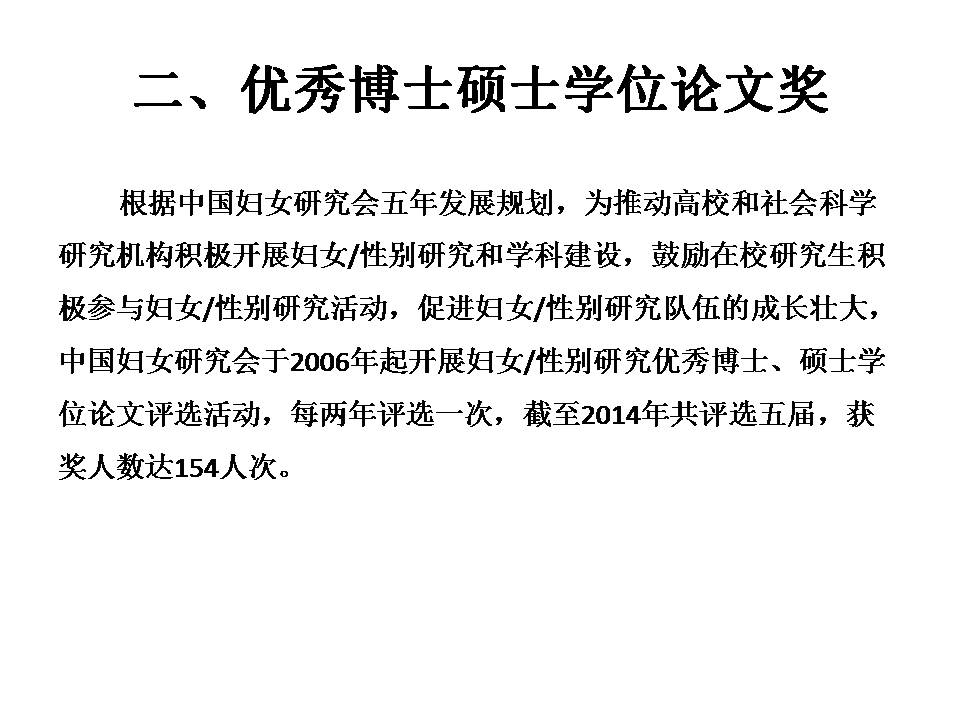 二、优秀博士硕士学位论文奖
根据中国妇女研究会五年发展规划，为推动高校和社会科学
研究机构积极开展妇女/性别研究和学科建设，鼓励在校研究生积
极参与妇女/性别研究活动，促进妇女/性别研究队伍的成长壮大，
中国妇女研究会于2006年起开展妇女/性别研究优秀博士、硕士学
位论文评选活动，每两年评选一次，截至2014年共评选五届，获
奖人数达154人次。